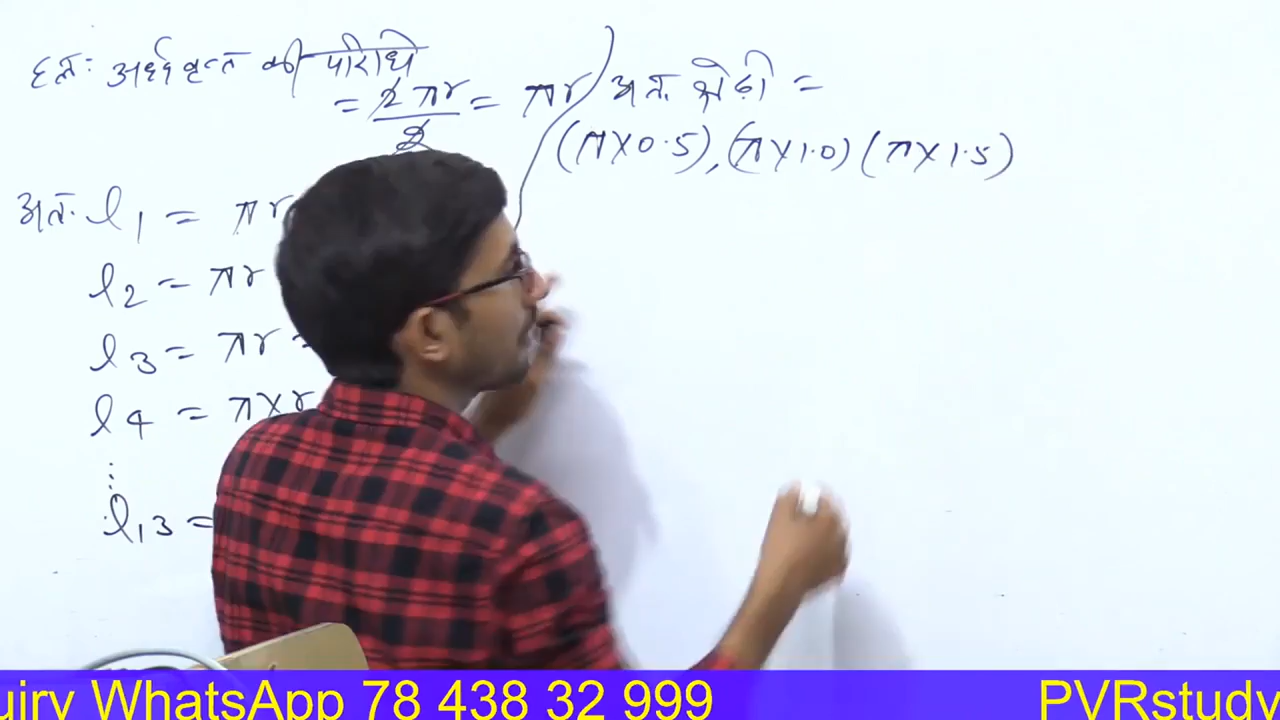 हलः अर्धवृत्त की परिधि
= 2πr/2 = πr
अतः l1 = πr
l2 = πr
l3 = πr =
l4 = π×r
⋮
l13 =
अतः श्रेढ़ी =
(π×0.5), (π×1.0) (π×1.5)
uiry WhatsApp 78 438 32 999
PVRstudy